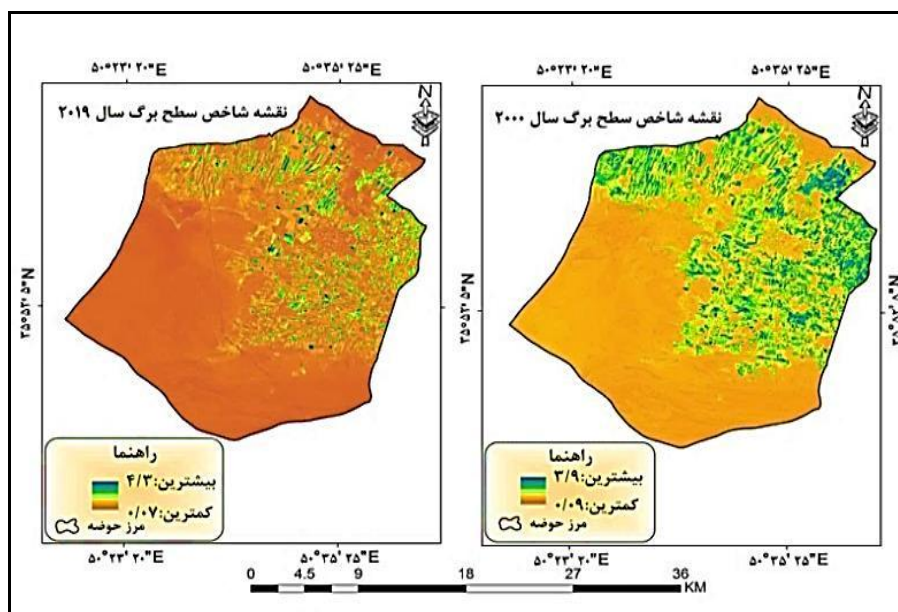 ۵۰°۲۳' ۲۰"E
۵۰°۳۵' ۲۵"E
نقشه شاخص سطح برگ سال ۲۰۰۰
N
۳۵°۵۲' ۵"N
راهنما
بیشترین:۳/۹
کمترین:۰/۰۹
مرز حوضه
۵۰°۲۳' ۲۰"E
۵۰°۳۵' ۲۵"E
۵۰°۲۳' ۲۰"E
۵۰°۳۵' ۲۵"E
نقشه شاخص سطح برگ سال ۲۰۱۹
N
۳۵°۵۲' ۵"N
راهنما
بیشترین:۴/۳
کمترین:۰/۰۷
مرز حوضه
۵۰°۲۳' ۲۰"E
۵۰°۳۵' ۲۵"E
0 4.5 9 18 27 36
KM